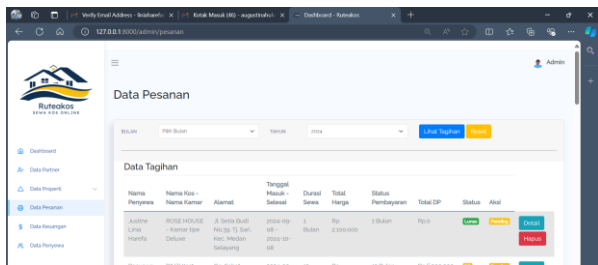 Verify Email Address - lbiahare
Kotak Masuk (66) - augustinahvi
Dashboard - Ruteakos
127.0.0.1:8000/admin/pesanan
Admin
Ruteakos
SEWA KOS ONLINE
Data Pesanan
BULAN
Pilih Bulan
TAHUN
2024
Lihat Tagihan
Reset
Dashboard
Data Partner
Data Properti
Data Pesanan
Data Keuangan
Data Penyewa
Data Tagihan
Nama Penyewa
Nama Kos - Nama Kamar
Alamat
Tanggal Masuk - Selesai
Durasi Sewa
Total Harga
Status Pembayaran
Total DP
Status
Aksi
Justine Lima Harefa
ROSE HOUSE - Kamar tipe Deluxe
Jl. Setia Budi No.39, Tj. Sari, Kec. Medan Selayang
2024-09-08 - 2024-10-08
1 Bulan
Rp. 2.100.000
1 Bulan
Rp.0
Lunas
Pending
Detail
Hapus